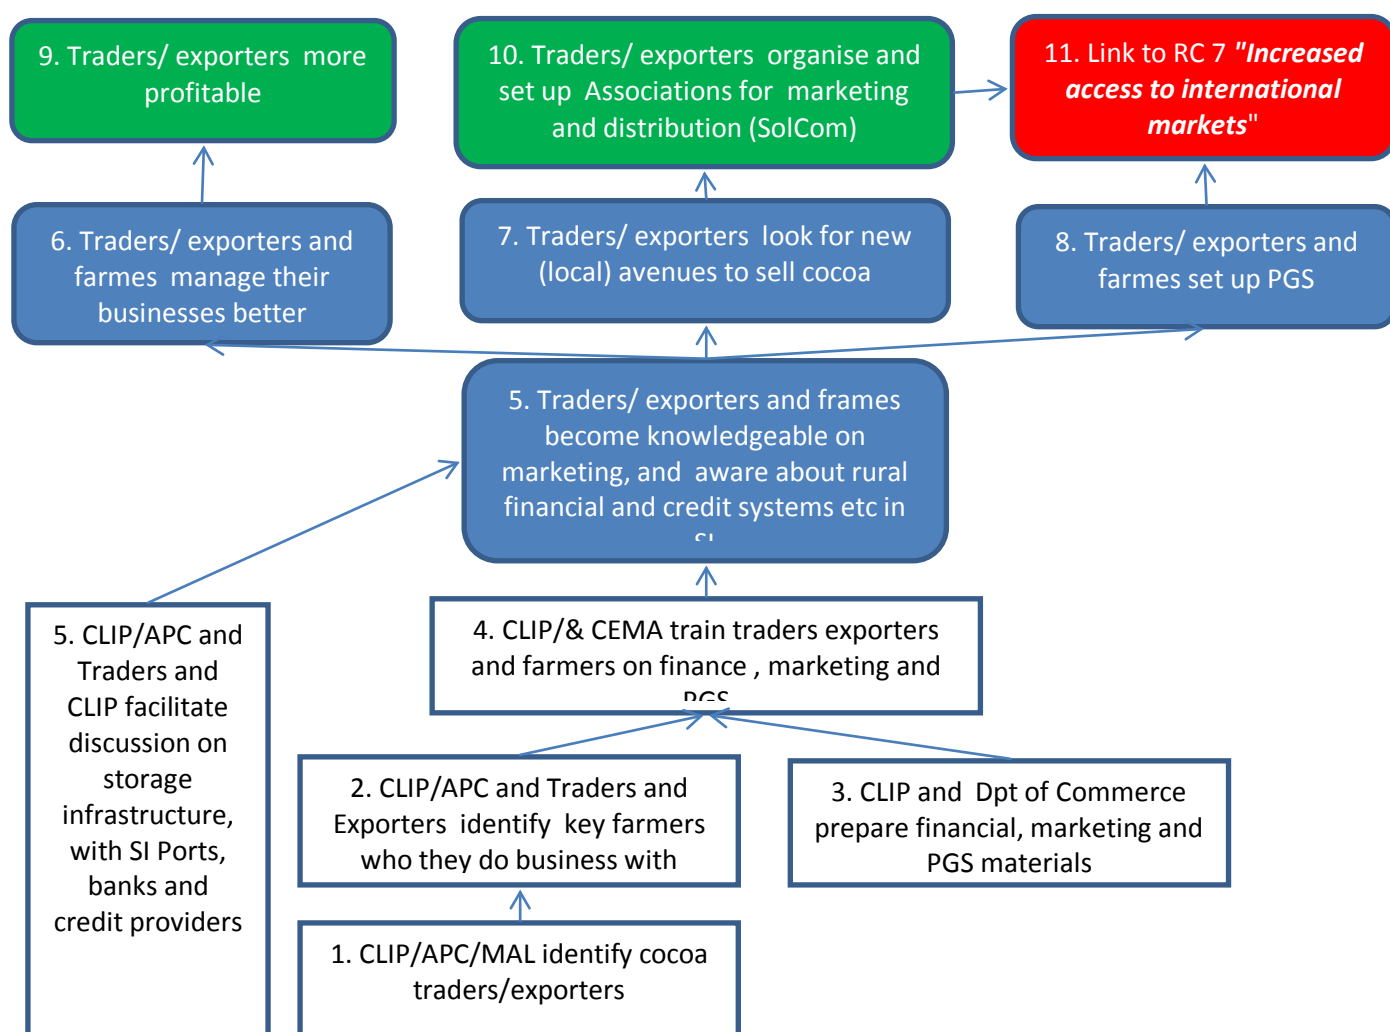 9. Traders/ exporters more
profitable
10. Traders/ exporters organise and
set up Associations for marketing
and distribution (SolCom)
11. Link to RC 7 "Increased
access to international
markets"
6. Traders/ exporters and
farmes manage their
businesses better
7. Traders/ exporters look for new
(local) avenues to sell cocoa
8. Traders/ exporters and
farmes set up PGS
5. Traders/ exporters and frames
become knowledgeable on
marketing, and aware about rural
financial and credit systems etc in
SI
5. CLIP/APC and
Traders and
CLIP facilitate
discussion on
storage
infrastructure,
with SI Ports,
banks and
credit providers
4. CLIP/& CEMA train traders exporters
and farmers on finance , marketing and
PGS
2. CLIP/APC and Traders and
Exporters identify key farmers
who they do business with
3. CLIP and Dpt of Commerce
prepare financial, marketing and
PGS materials
1. CLIP/APC/MAL identify cocoa
traders/exporters